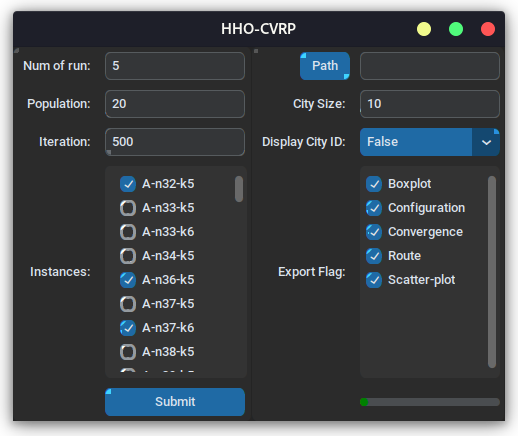 HHO-CVRP
Num of run: 5
Population: 20
Iteration: 500
Instances:
A-n32-k5
A-n33-k5
A-n33-k6
A-n34-k5
A-n36-k5
A-n37-k5
A-n37-k6
A-n38-k5
Submit
Path
City Size: 10
Display City ID: False
Export Flag:
Boxplot
Configuration
Convergence
Route
Scatter-plot